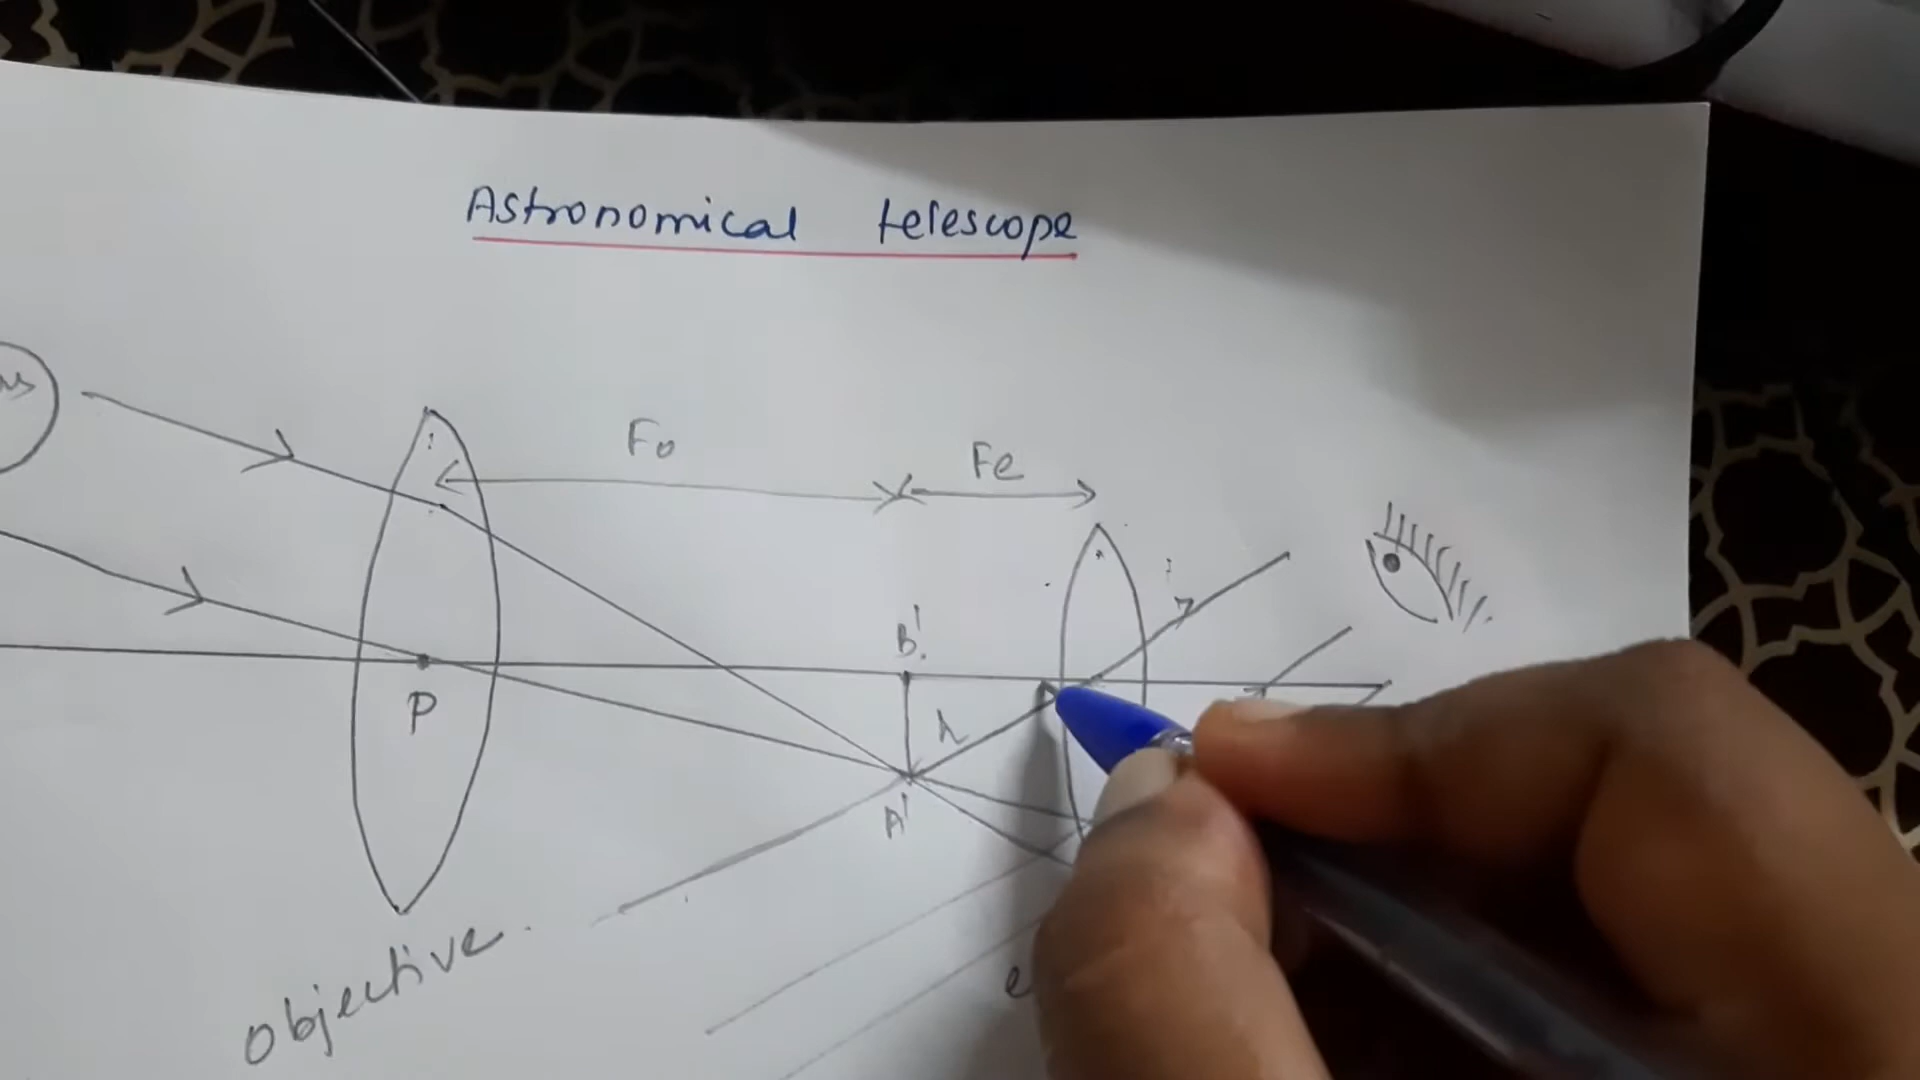 Astronomical telescope
Fo
Fe
B'
P
h
A'
objective.
e